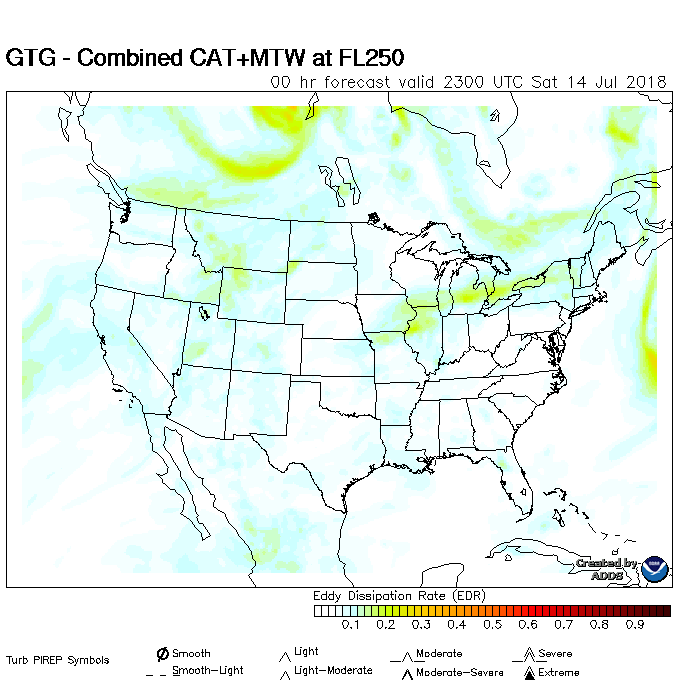 GTG - Combined CAT+MTW at FL250
00 hr forecast valid 2300 UTC Sat 14 Jul 2018
Created by
ADDS
Eddy Dissipation Rate (EDR)
0.1 0.2 0.3 0.4 0.5 0.6 0.7 0.8 0.9
Turb PIREP Symbols
Smooth Light Moderate Severe
Smooth-Light Light-Moderate Moderate-Severe Extreme